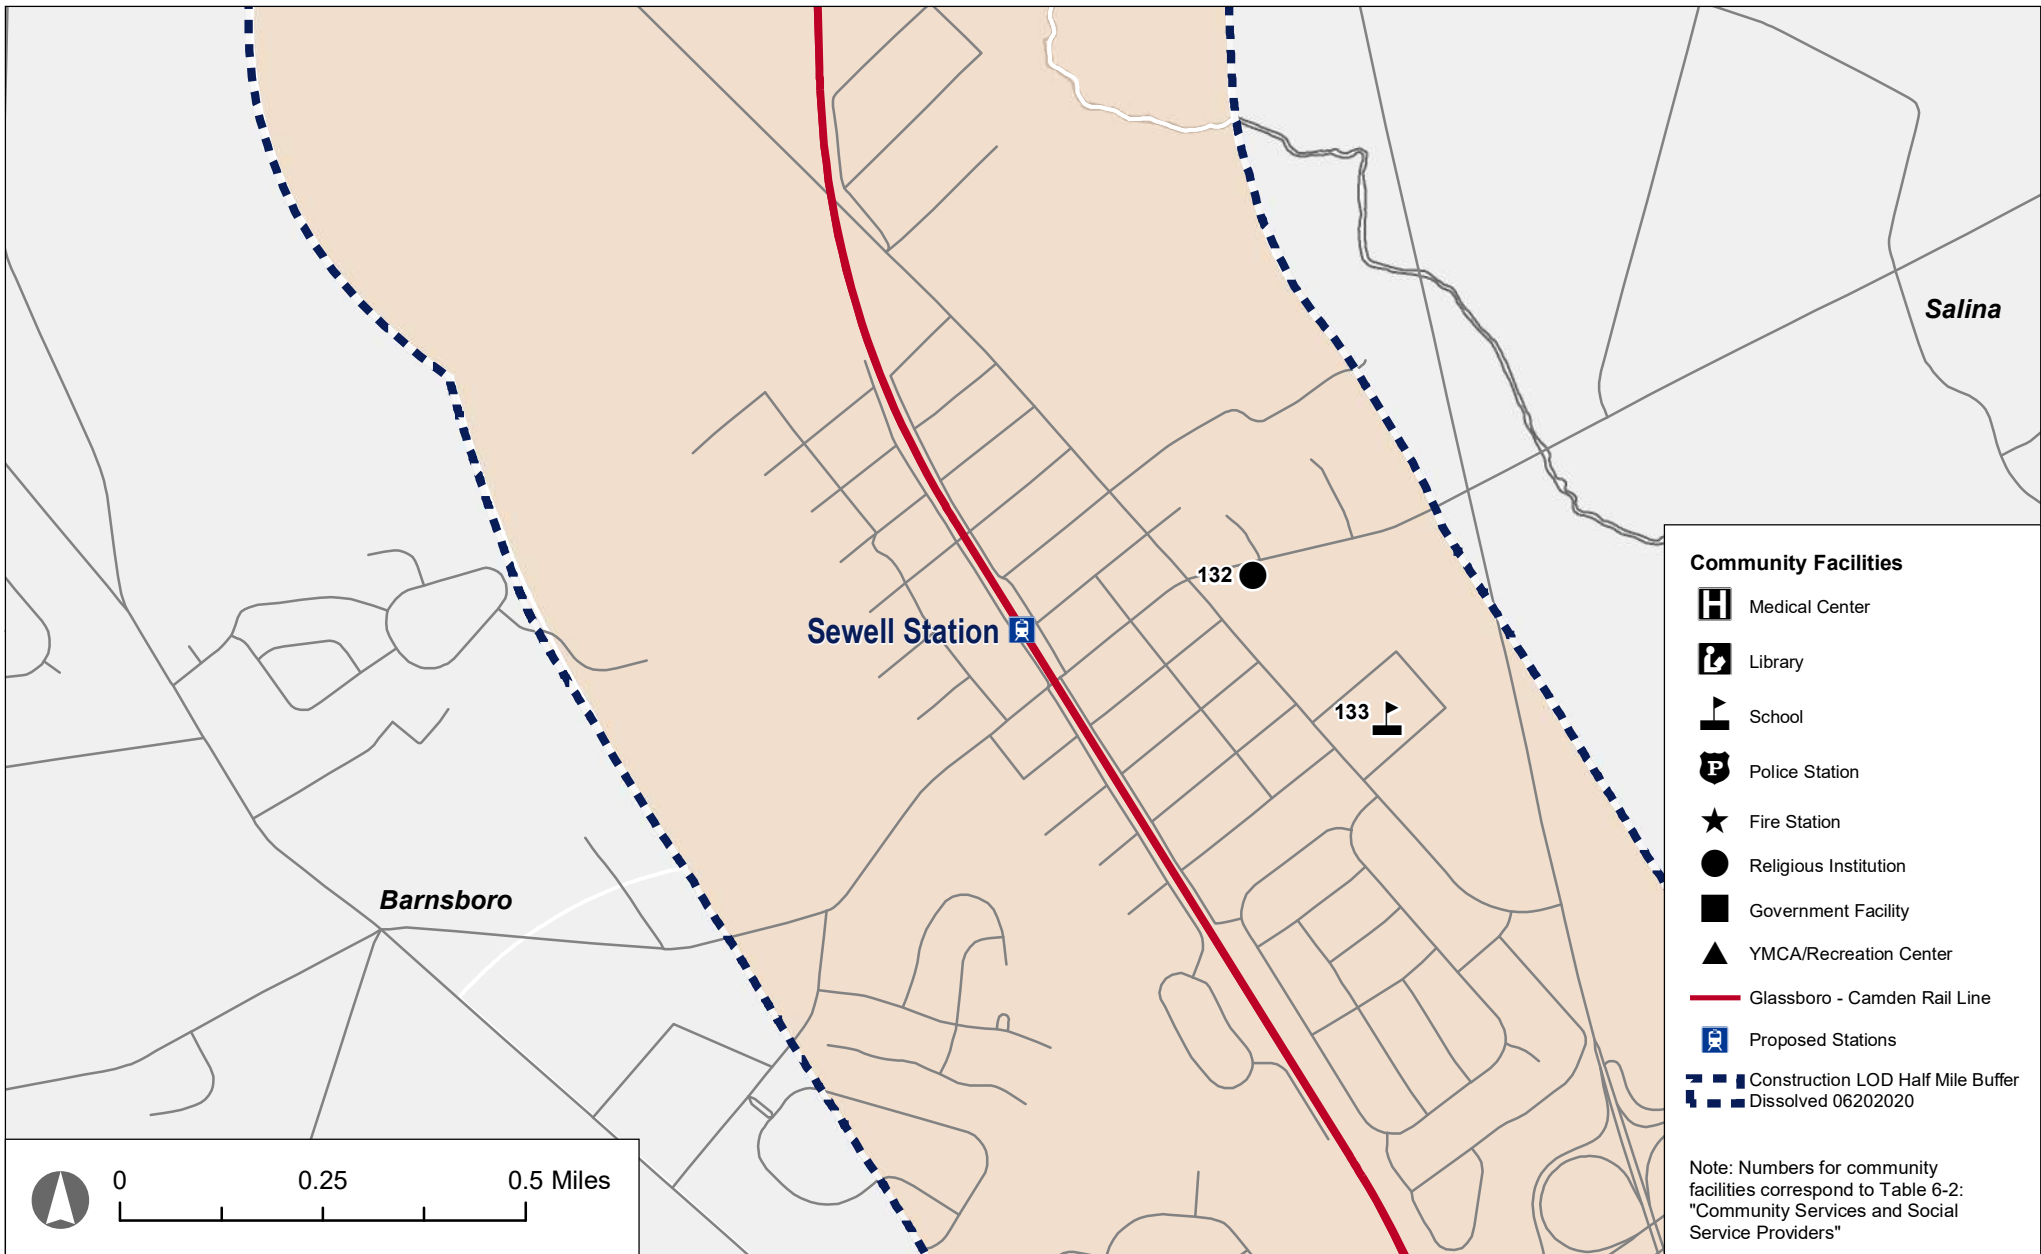 Salina
132
Sewell Station
133
Barnsboro
Community Facilities
H Medical Center
Library
School
P Police Station
Fire Station
Religious Institution
Government Facility
YMCA/Recreation Center
Glassboro - Camden Rail Line
Proposed Stations
Construction LOD Half Mile Buffer
Dissolved 06202020
Note: Numbers for community
facilities correspond to Table 6-2:
"Community Services and Social
Service Providers"
0 0.25 0.5 Miles